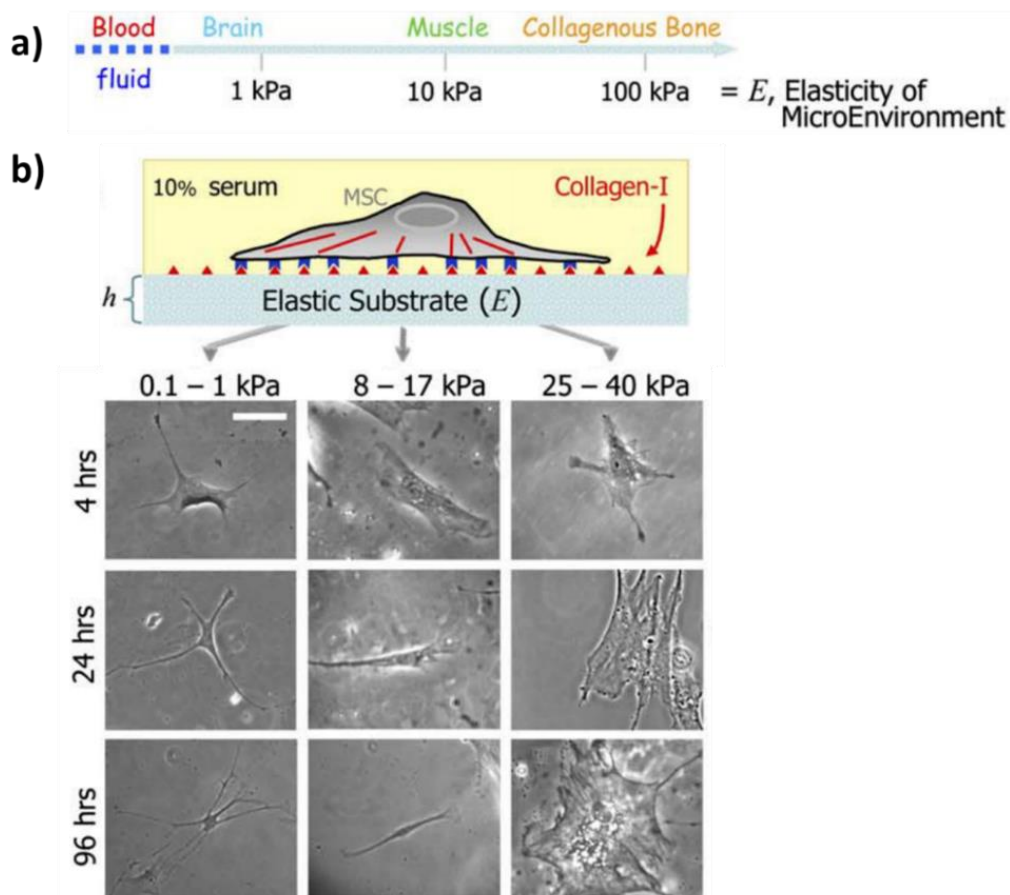 a)
Blood Brain Muscle Collagenous Bone
fluid
1 kPa 10 kPa 100 kPa = E, Elasticity of
MicroEnvironment
b)
10% serum MSC Collagen-I
h Elastic Substrate (E)
0.1 – 1 kPa 8 – 17 kPa 25 – 40 kPa
4 hrs
24 hrs
96 hrs